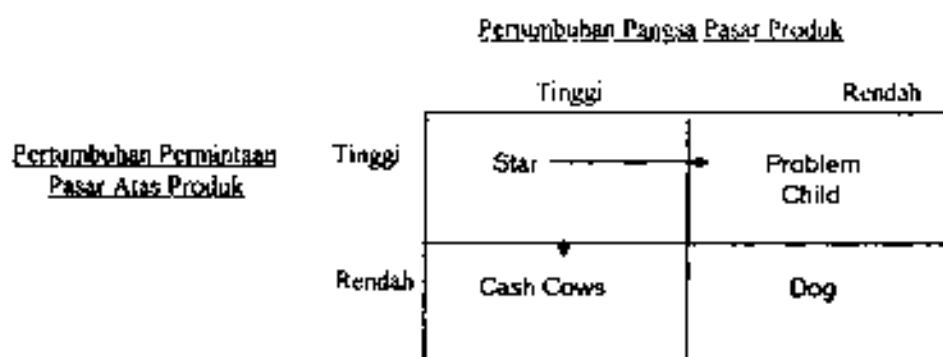 Pertumbuhan Pangsa Pasar Produk
Tinggi Rendah
Pertumbuhan Permintaan
Pasar Atas Produk
Tinggi
Star
Problem
Child
Rendah
Cash Cows
Dog